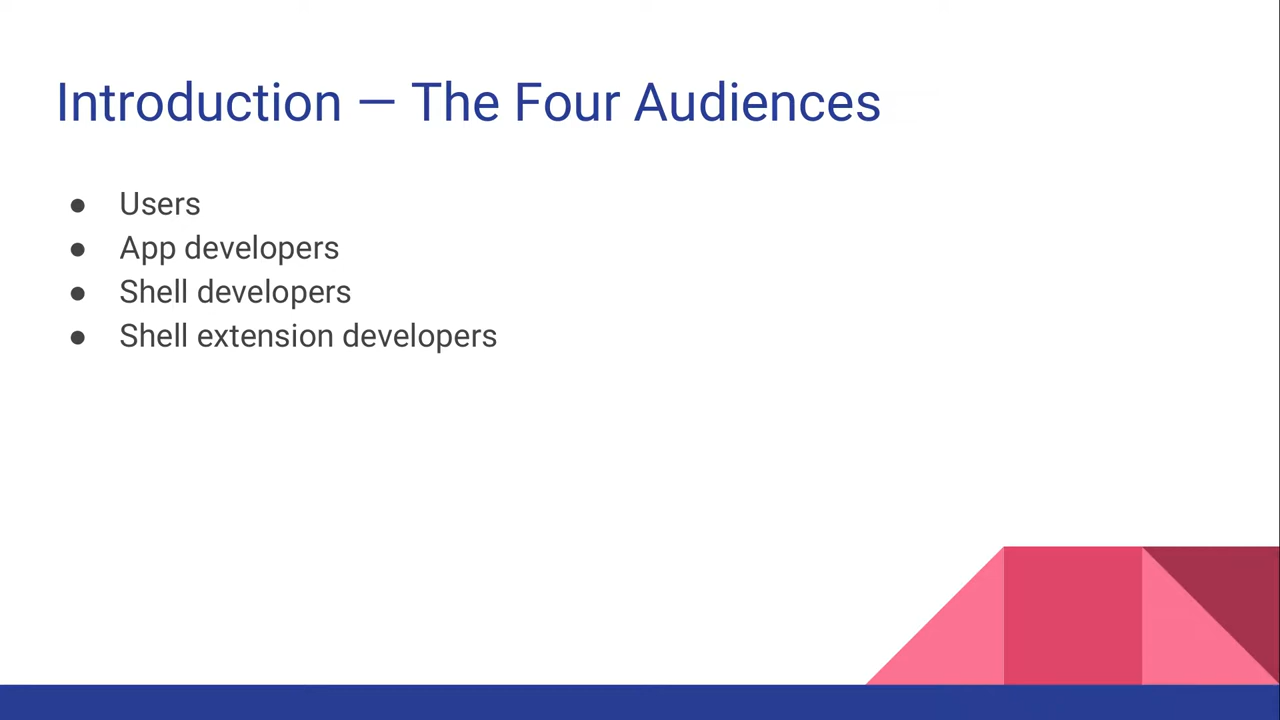 Introduction — The Four Audiences
● Users
● App developers
● Shell developers
● Shell extension developers